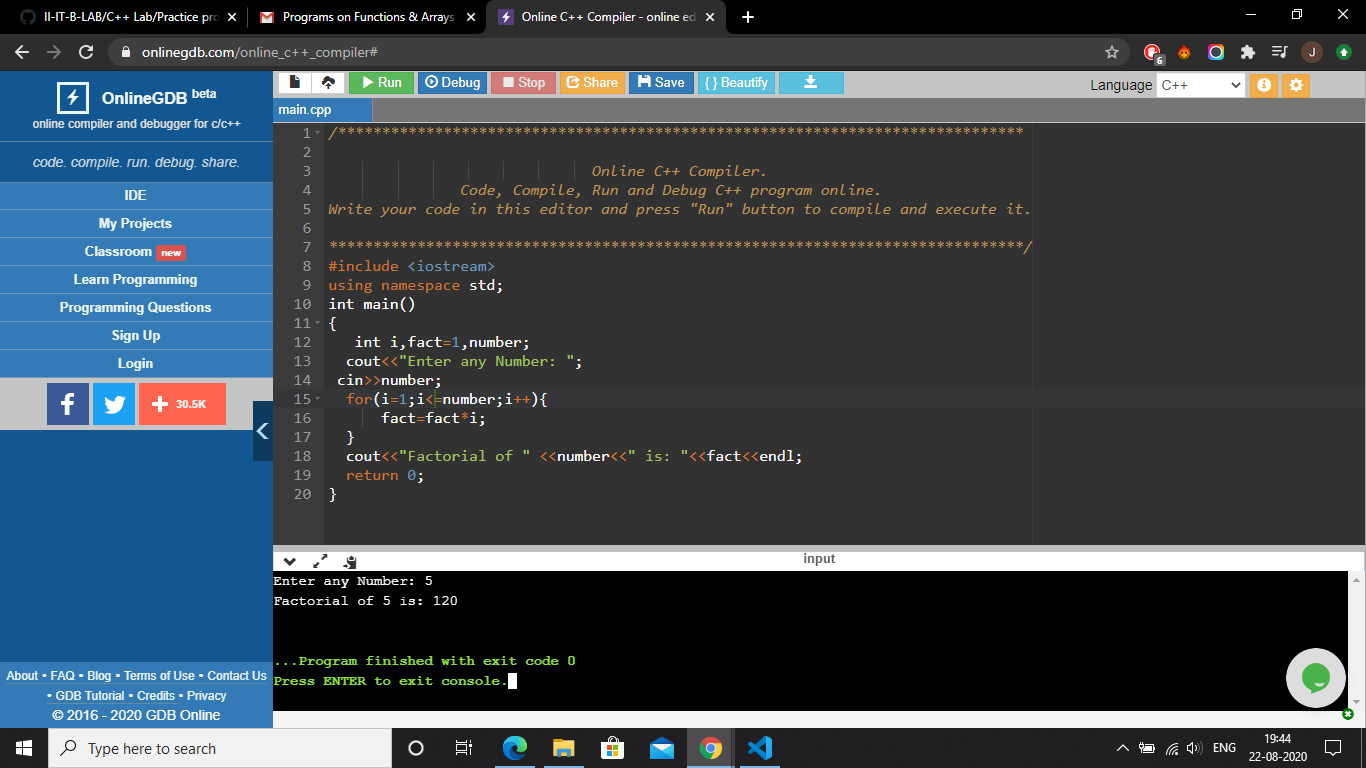 II-IT-B-LAB/C++ Lab/Practice pro
Programs on Functions & Arrays
Online C++ Compiler - online ed
onlinegdb.com/online_c++_compiler#
6
J
OnlineGDB beta
online compiler and debugger for c/c++
code. compile. run. debug. share.
IDE
My Projects
Classroom new
Learn Programming
Programming Questions
Sign Up
Login
30.5K
About • FAQ • Blog • Terms of Use • Contact Us
• GDB Tutorial • Credits • Privacy
© 2016 - 2020 GDB Online
Run Debug Stop Share Save { } Beautify
Language C++
main.cpp
1 /******************************************************************************
2
3 Online C++ Compiler.
4 Code, Compile, Run and Debug C++ program online.
5 Write your code in this editor and press "Run" button to compile and execute it.
6
7 *******************************************************************************/
8 #include <iostream>
9 using namespace std;
10 int main()
11 {
12 int i,fact=1,number;
13 cout<<"Enter any Number: ";
14 cin>>number;
15 for(i=1;i<=number;i++){
16 fact=fact*i;
17 }
18 cout<<"Factorial of " <<number<<" is: "<<fact<<endl;
19 return 0;
20 }
input
Enter any Number: 5
Factorial of 5 is: 120
...Program finished with exit code 0
Press ENTER to exit console.
Type here to search
ENG
19:44
22-08-2020